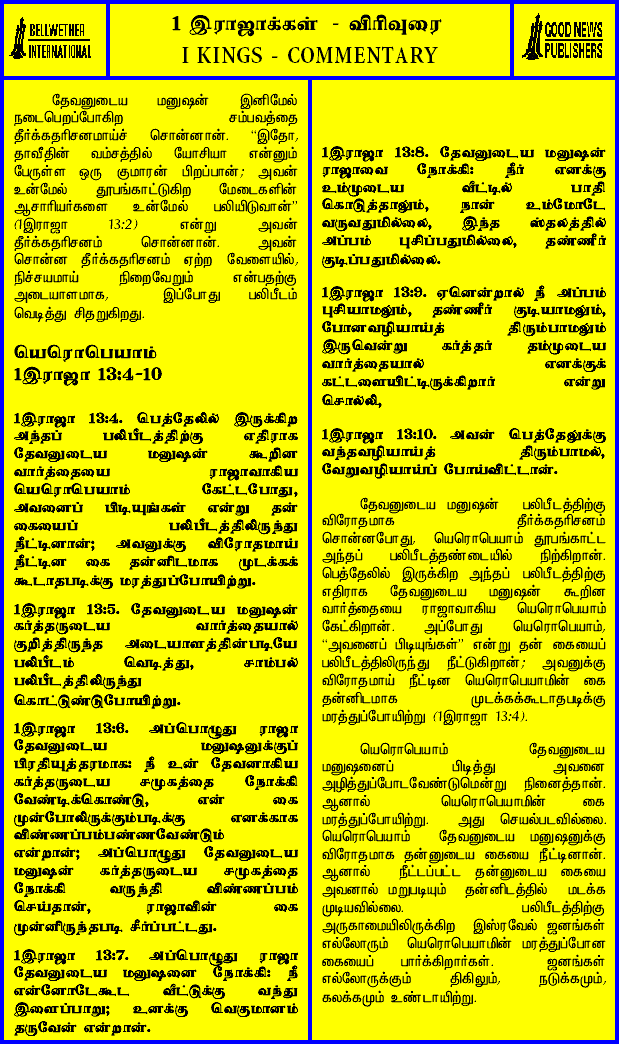 BELLWETHER
INTERNATIONAL
1 இராஜாக்கள் - விரிவுரை
I KINGS - COMMENTARY
GOOD NEWS
PUBLISHERS
தேவனுடைய மனுஷன் இனிமேல்
நடைபெறப்போகிற சம்பவத்தை
தீர்க்கதரிசனமாய்ச் சொன்னான். “இதோ,
தாவீதின் வம்சத்தில் யோசியா என்னும்
பேருள்ள ஒரு குமாரன் பிறப்பான்; அவன்
உன்மேல் தூபங்காட்டுகிற மேடைகளின்
ஆசாரியர்களை உன்மேல் பலியிடுவான்”
(1இராஜா 13:2) என்று அவன்
தீர்க்கதரிசனம் சொன்னான். அவன்
சொன்ன தீர்க்கதரிசனம் ஏற்ற வேளையில்,
நிச்சயமாய் நிறைவேறும் என்பதற்கு
அடையாளமாக, இப்போது பலிபீடம்
வெடித்து சிதறுகிறது.
யெரொபெயாம்
1இராஜா 13:4-10
1இராஜா 13:4. பெத்தேலில் இருக்கிற
அந்தப் பலிபீடத்திற்கு எதிராக
தேவனுடைய மனுஷன் கூறின
வார்த்தையை ராஜாவாகிய
யெரொபெயாம் கேட்டபோது,
அவனைப் பிடியுங்கள் என்று தன்
கையைப் பலிபீடத்திலிருந்து
நீட்டினான்; அவனுக்கு விரோதமாய்
நீட்டின கை தன்னிடமாக முடக்கக்
கூடாதபடிக்கு மரத்துப்போயிற்று.
1இராஜா 13:5. தேவனுடைய மனுஷன்
கர்த்தருடைய வார்த்தையால்
குறித்திருந்த அடையாளத்தின்படியே
பலிபீடம் வெடித்து, சாம்பல்
பலிபீடத்திலிருந்து
கொட்டுண்டுபோயிற்று.
1இராஜா 13:6. அப்பொழுது ராஜா
தேவனுடைய மனுஷனுக்குப்
பிரதியுத்தரமாக: நீ உன் தேவனாகிய
கர்த்தருடைய சமுகத்தை நோக்கி
வேண்டிக்கொண்டு, என் கை
முன்போலிருக்கும்படிக்கு எனக்காக
விண்ணப்பம்பண்ணவேண்டும்
என்றான்; அப்பொழுது தேவனுடைய
மனுஷன் கர்த்தருடைய சமுகத்தை
நோக்கி வருந்தி விண்ணப்பம்
செய்தான், ராஜாவின் கை
முன்னிருந்தபடி சீர்ப்பட்டது.
1இராஜா 13:7. அப்பொழுது ராஜா
தேவனுடைய மனுஷனை நோக்கி: நீ
என்னோடேகூட வீட்டுக்கு வந்து
இளைப்பாறு; உனக்கு வெகுமானம்
தருவேன் என்றான்.
1இராஜா 13:8. தேவனுடைய மனுஷன்
ராஜாவை நோக்கி: நீர் எனக்கு
உம்முடைய வீட்டில் பாதி
கொடுத்தாலும், நான் உம்மோடே
வருவதுமில்லை, இந்த ஸ்தலத்தில்
அப்பம் புசிப்பதுமில்லை, தண்ணீர்
குடிப்பதுமில்லை.
1இராஜா 13:9. ஏனென்றால் நீ அப்பம்
புசியாமலும், தண்ணீர் குடியாமலும்,
போனவழியாய்த் திரும்பாமலும்
இருவென்று கர்த்தர் தம்முடைய
வார்த்தையால் எனக்குக்
கட்டளையிட்டிருக்கிறார் என்று
சொல்லி,
1இராஜா 13:10. அவன் பெத்தேலுக்கு
வந்தவழியாய்த் திரும்பாமல்,
வேறுவழியாய்ப் போய்விட்டான்.
தேவனுடைய மனுஷன் பலிபீடத்திற்கு
விரோதமாக தீர்க்கதரிசனம்
சொன்னபோது, யெரொபெயாம் தூபங்காட்ட
அந்தப் பலிபீடத்தண்டையில் நிற்கிறான்.
பெத்தேலில் இருக்கிற அந்தப் பலிபீடத்திற்கு
எதிராக தேவனுடைய மனுஷன் கூறின
வார்த்தையை ராஜாவாகிய யெரொபெயாம்
கேட்கிறான். அப்போது யெரொபெயாம்,
“அவனைப் பிடியுங்கள்” என்று தன் கையைப்
பலிபீடத்திலிருந்து நீட்டுகிறான்; அவனுக்கு
விரோதமாய் நீட்டின யெரொபெயாமின் கை
தன்னிடமாக முடக்கக்கூடாதபடிக்கு
மரத்துப்போயிற்று (1இராஜா 13:4).
யெரொபெயாம் தேவனுடைய
மனுஷனைப் பிடித்து அவனை
அழித்துப்போடவேண்டுமென்று நினைத்தான்.
ஆனால் யெரொபெயாமின் கை
மரத்துப்போயிற்று. அது செயல்படவில்லை.
யெரொபெயாம் தேவனுடைய மனுஷனுக்கு
விரோதமாக தன்னுடைய கையை நீட்டினான்.
ஆனால் நீட்டப்பட்ட தன்னுடைய கையை
அவனால் மறுபடியும் தன்னிடத்தில் மடக்க
முடியவில்லை. பலிபீடத்திற்கு
அருகாமையிலிருக்கிற இஸ்ரவேல் ஜனங்கள்
எல்லோரும் யெரொபெயாமின் மரத்துப்போன
கையைப் பார்க்கிறார்கள். ஜனங்கள்
எல்லோருக்கும் திகிலும், நடுக்கமும்,
கலக்கமும் உண்டாயிற்று.